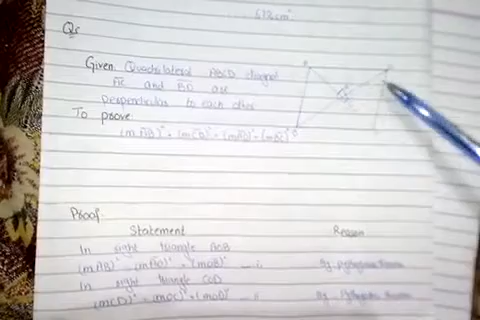 612cm²
Q5
Given: Quadrilateral ABCD diagonal
AC and BD are
Perpendicular to each other
To prove:
(mAB)² + (mCD)² = (mAD)² + (mBC)²
Proof:
Statement Reason
In right triangle AOB
(mAB)² = (mAO)² + (mOB)² — i. By Pythagoras theorem
In right triangle COD
(mCD)² = (mOC)² + (mOD)² — ii By Pythagoras theorem